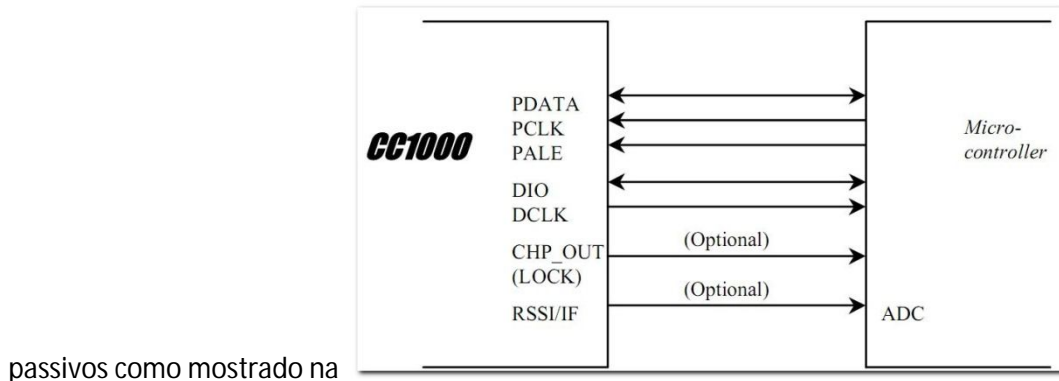 PDATA
PCLK
CC1000
PALE
Micro-
controller
DIO
DCLK
CHP_OUT
(Optional)
(LOCK)
(Optional)
RSSI/IF
ADC
passivos como mostrado na